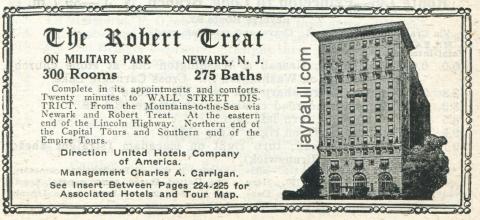 The Robert Treat
ON MILITARY PARK NEWARK, N. J.
300 Rooms 275 Baths
Complete in its appointments and comforts.
Twenty minutes to WALL STREET DIS-
TRICT. From the Mountains-to-the-Sea via
Newark and Robert Treat. At the eastern
end of the Lincoln Highway. Northern end of
the Capital Tours and Southern end of the
Empire Tours.
Direction United Hotels Company
of America.
Management Charles A. Carrigan.
See Insert Between Pages 224-225 for
Associated Hotels and Tour Map.
jaypaull.com